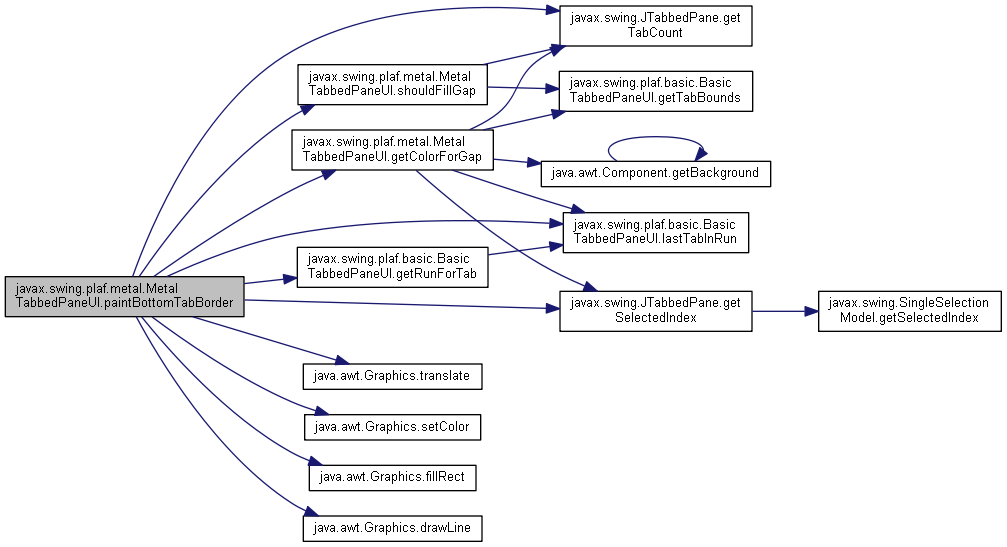 javax.swing.JTabbedPane.get
TabCount
javax.swing.plaf.metal.Metal
TabbedPaneUI.shouldFillGap
javax.swing.plaf.basic.Basic
TabbedPaneUI.getTabBounds
javax.swing.plaf.metal.Metal
TabbedPaneUI.getColorForGap
java.awt.Component.getBackground
javax.swing.plaf.basic.Basic
TabbedPaneUI.lastTabInRun
javax.swing.plaf.basic.Basic
TabbedPaneUI.getRunForTab
javax.swing.plaf.metal.Metal
TabbedPaneUI.paintBottomTabBorder
javax.swing.JTabbedPane.get
SelectedIndex
javax.swing.SingleSelection
Model.getSelectedIndex
java.awt.Graphics.translate
java.awt.Graphics.setColor
java.awt.Graphics.fillRect
java.awt.Graphics.drawLine